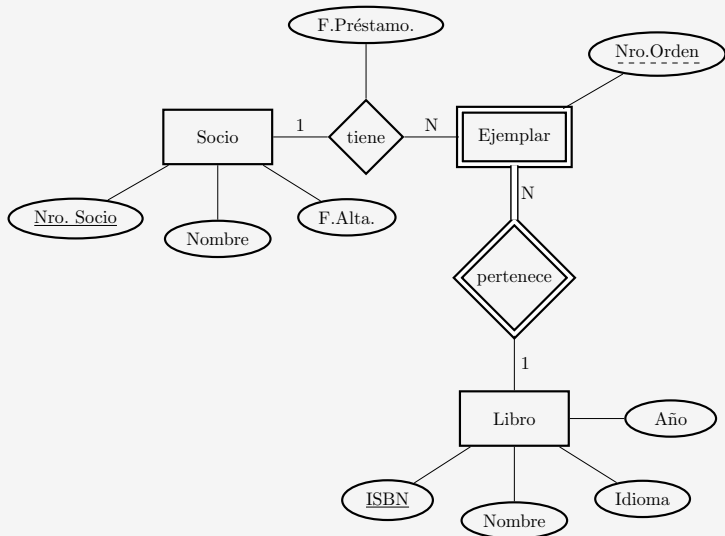 F.Préstamo.
Nro.Orden
Socio
1
tiene
N
Ejemplar
N
Nro. Socio
Nombre
F.Alta.
pertenece
1
Libro
Año
ISBN
Nombre
Idioma